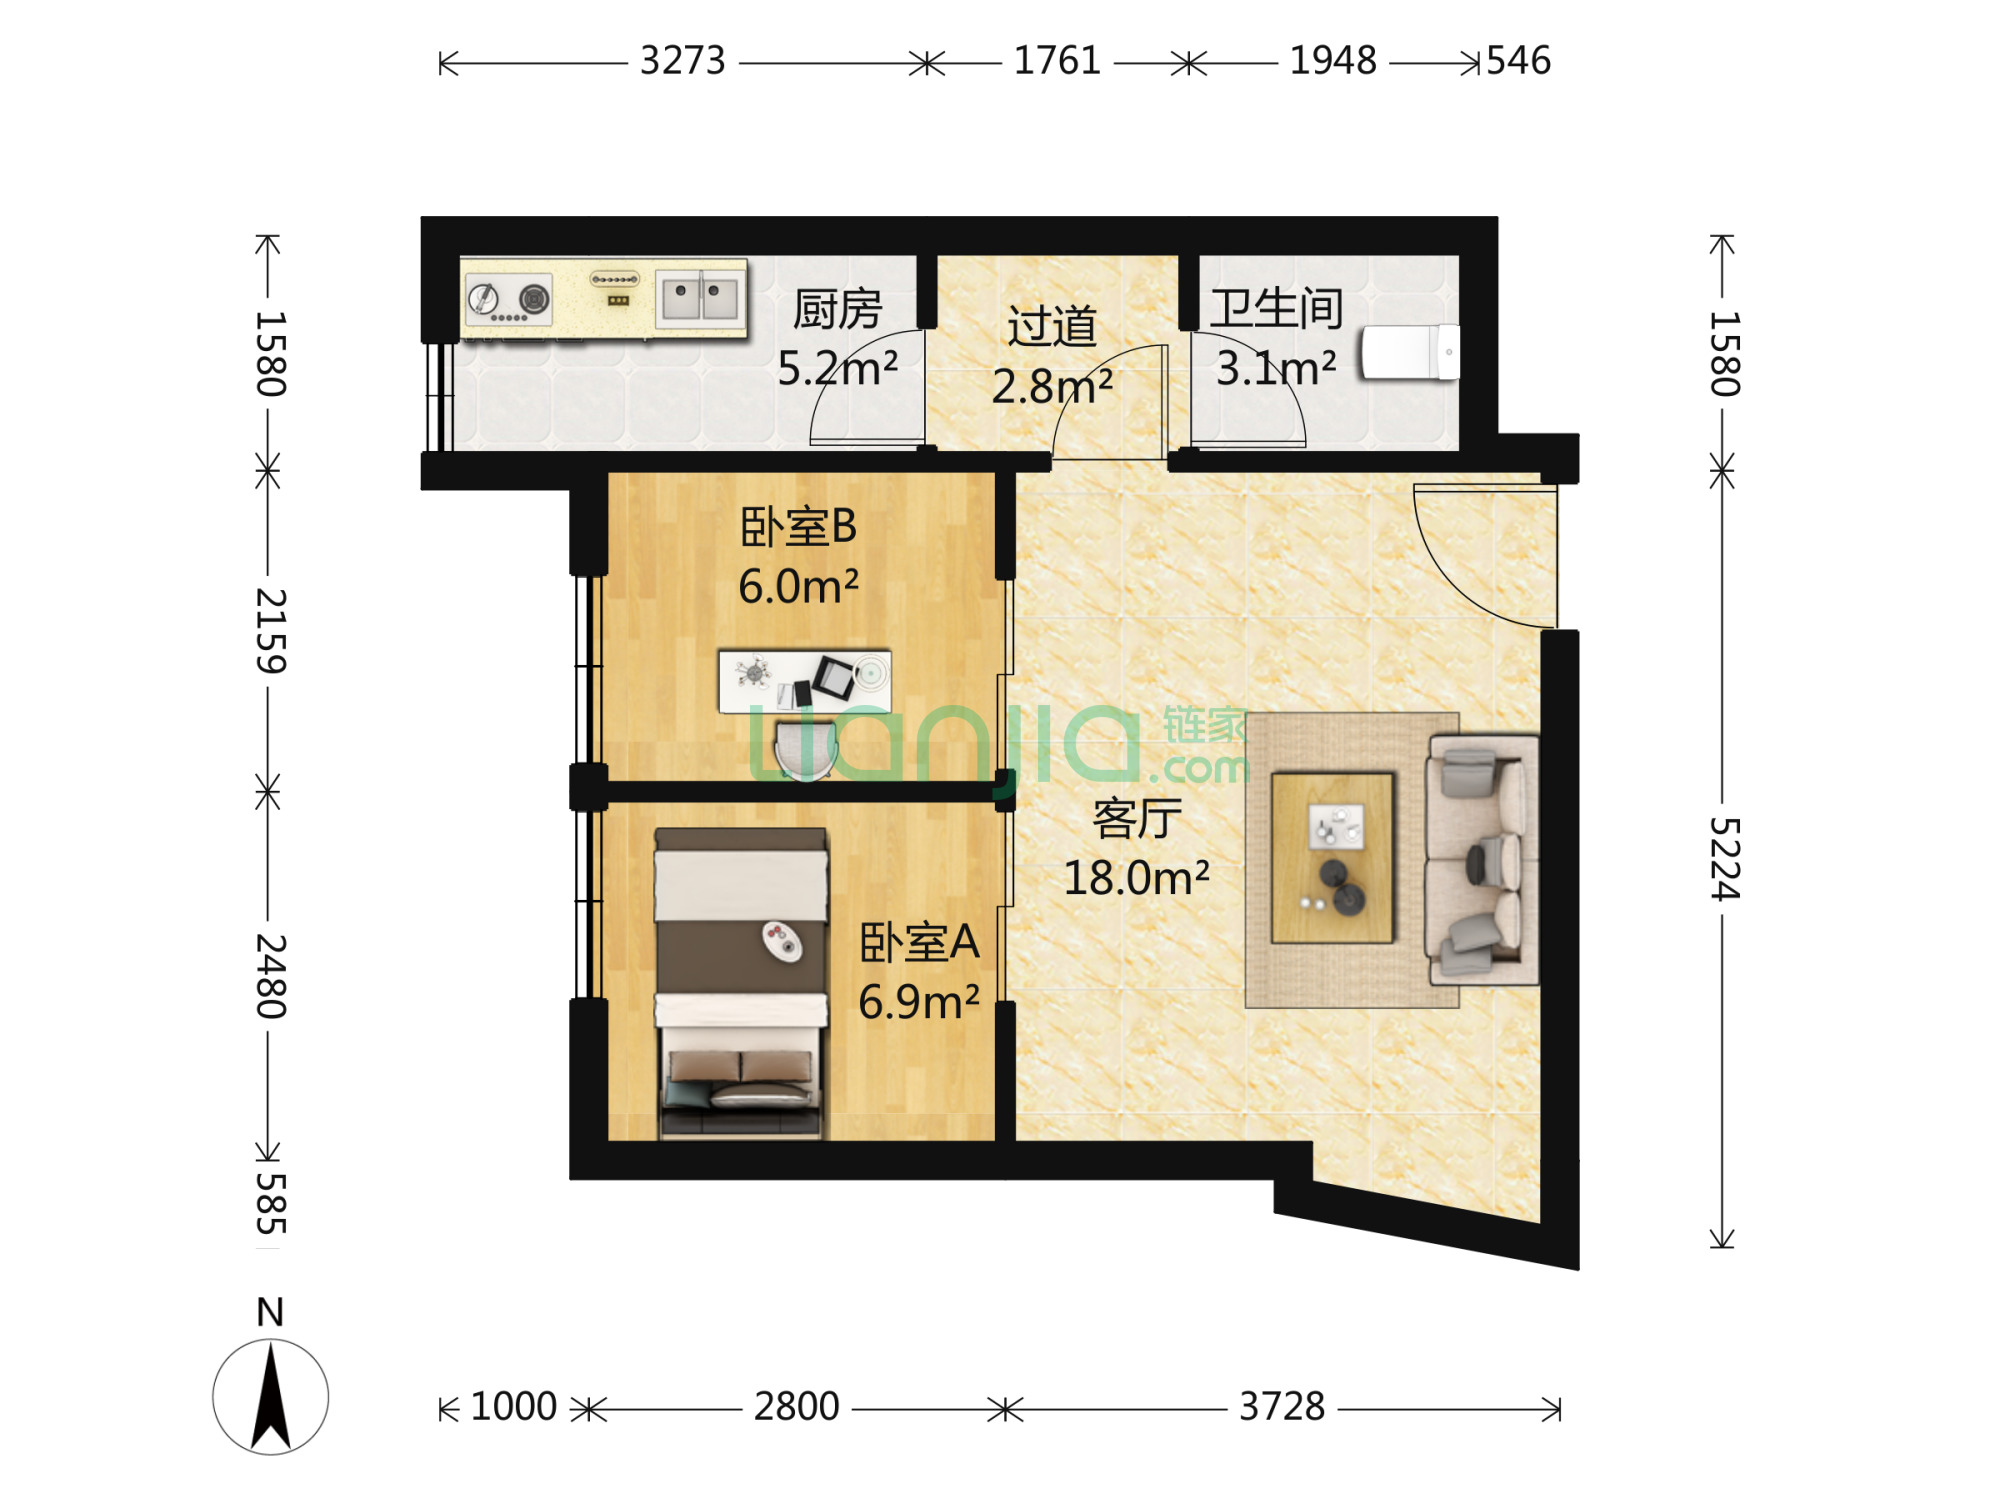 3273 1761 1948 546
1580
2159
2480
585
1580
5224
厨房
5.2m²
过道
2.8m²
卫生间
3.1m²
卧室B
6.0m²
Lianjia 链家
.com
客厅
18.0m²
卧室A
6.9m²
N
1000 2800 3728